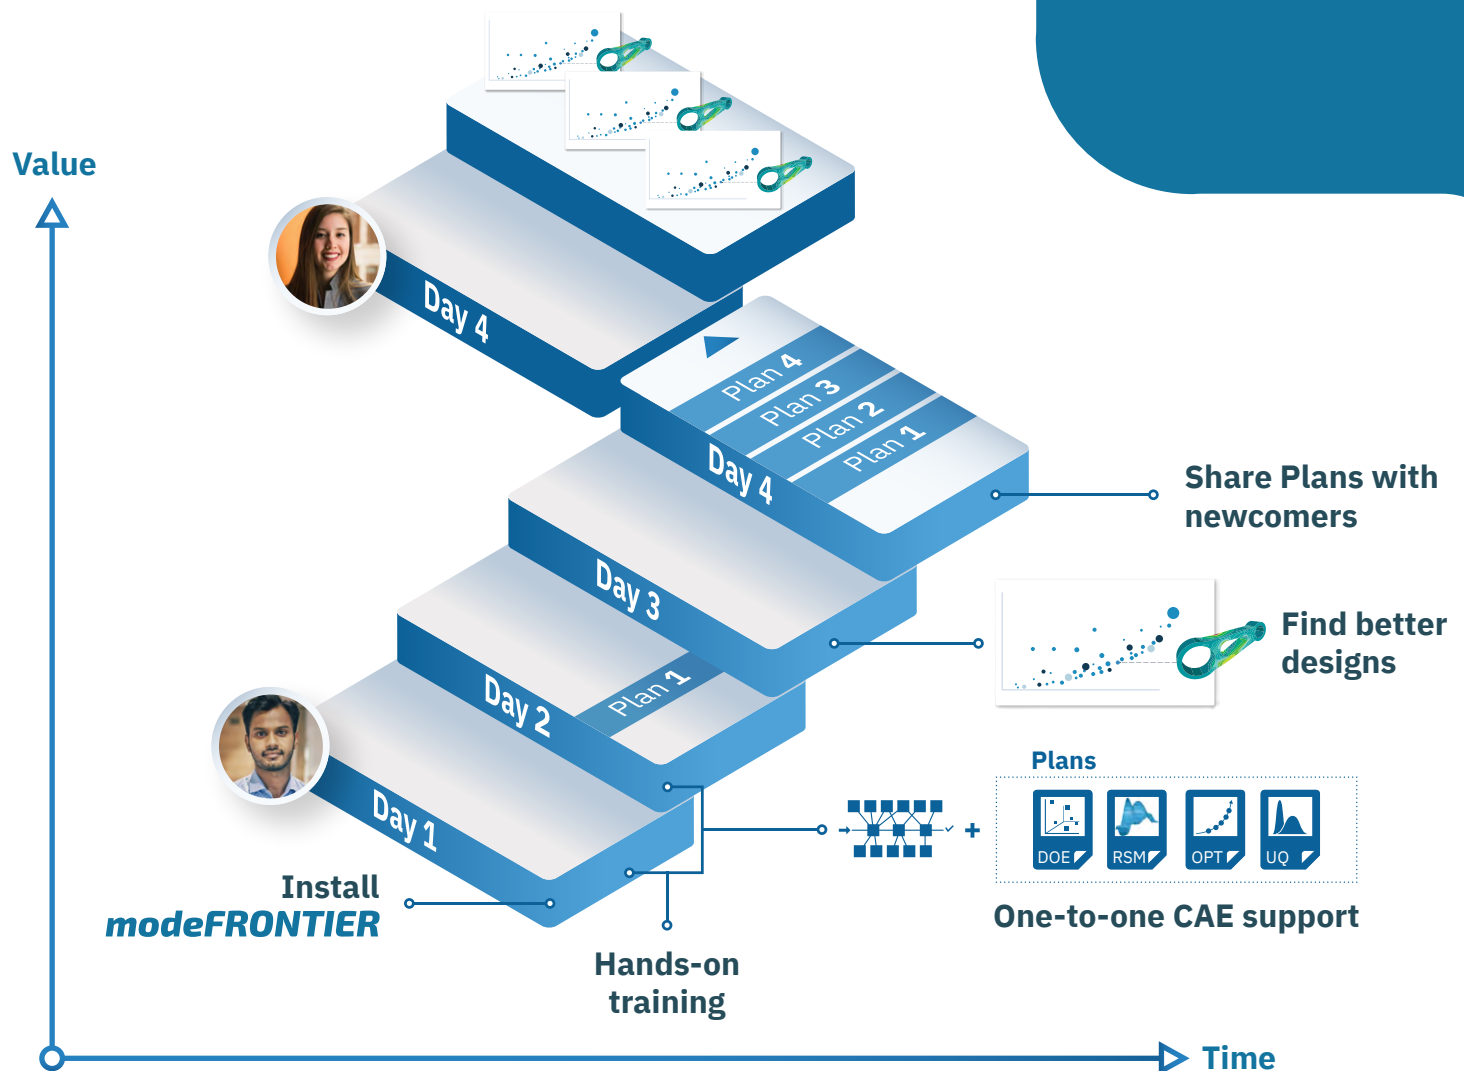 Value
Day 4
Plan 4
Plan 3
Plan 2
Plan 1
Day 4
Share Plans with
newcomers
Day 3
Find better
designs
Plan 1
Day 2
Plans
DOE
RSM
OPT
UQ
Day 1
One-to-one CAE support
Install
modeFRONTIER
Hands-on
training
Time